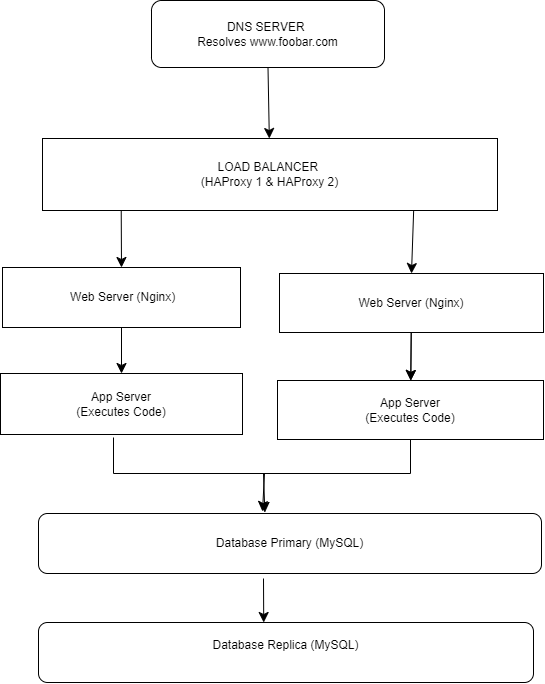 DNS SERVER
Resolves www.foobar.com
LOAD BALANCER
(HAProxy 1 & HAProxy 2)
Web Server (Nginx)
Web Server (Nginx)
App Server
(Executes Code)
App Server
(Executes Code)
Database Primary (MySQL)
Database Replica (MySQL)